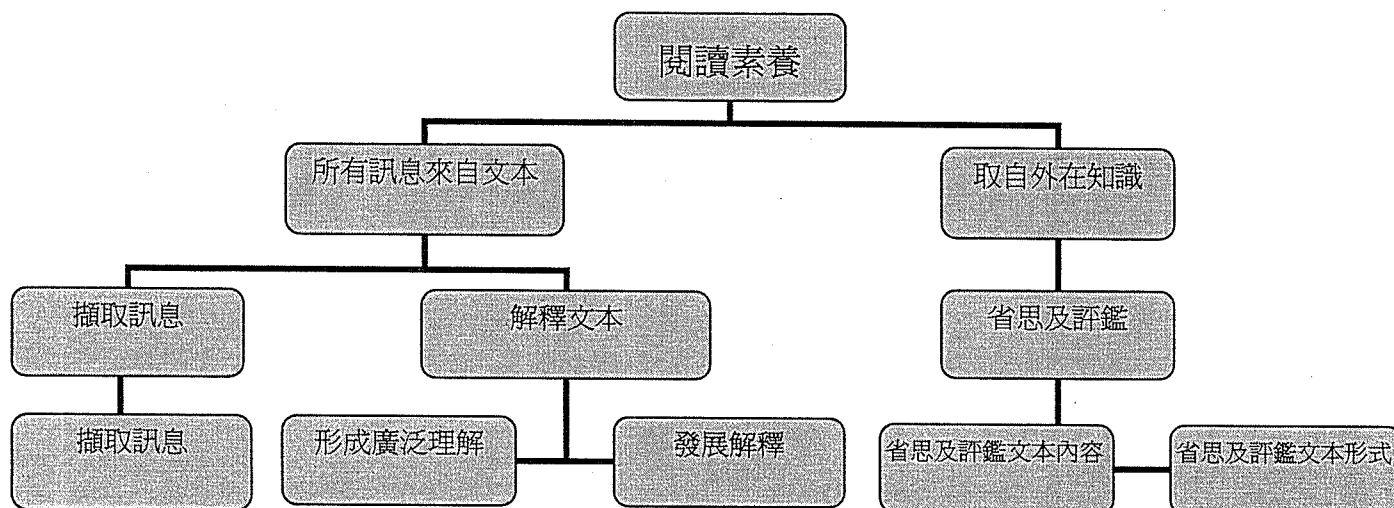 閱讀素養
所有訊息來自文本
取自外在知識
擷取訊息
解釋文本
省思及評鑑
擷取訊息
形成廣泛理解
發展解釋
省思及評鑑文本內容
省思及評鑑文本形式